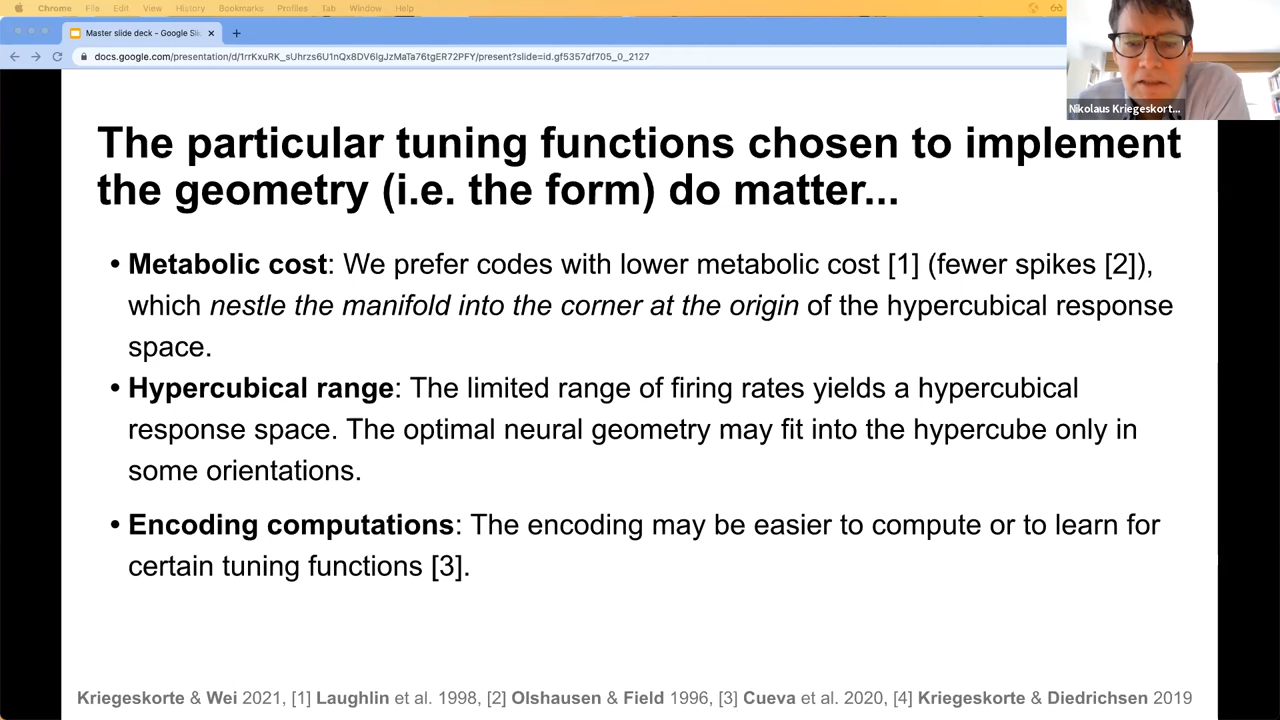 Chrome File Edit View History Bookmarks Profiles Tab Window Help
Master slide deck - Google Sli
docs.google.com/presentation/d/1rrKxuRK_sUhrzs6U1nQx8DV6lgJzMaTa76tgER72PFY/present?slide=id.gf5357df705_0_2127
Nikolaus Kriegeskort...
The particular tuning functions chosen to implement
the geometry (i.e. the form) do matter...
• Metabolic cost: We prefer codes with lower metabolic cost [1] (fewer spikes [2]),
which nestle the manifold into the corner at the origin of the hypercubical response
space.
• Hypercubical range: The limited range of firing rates yields a hypercubical
response space. The optimal neural geometry may fit into the hypercube only in
some orientations.
• Encoding computations: The encoding may be easier to compute or to learn for
certain tuning functions [3].
Kriegeskorte & Wei 2021, [1] Laughlin et al. 1998, [2] Olshausen & Field 1996, [3] Cueva et al. 2020, [4] Kriegeskorte & Diedrichsen 2019